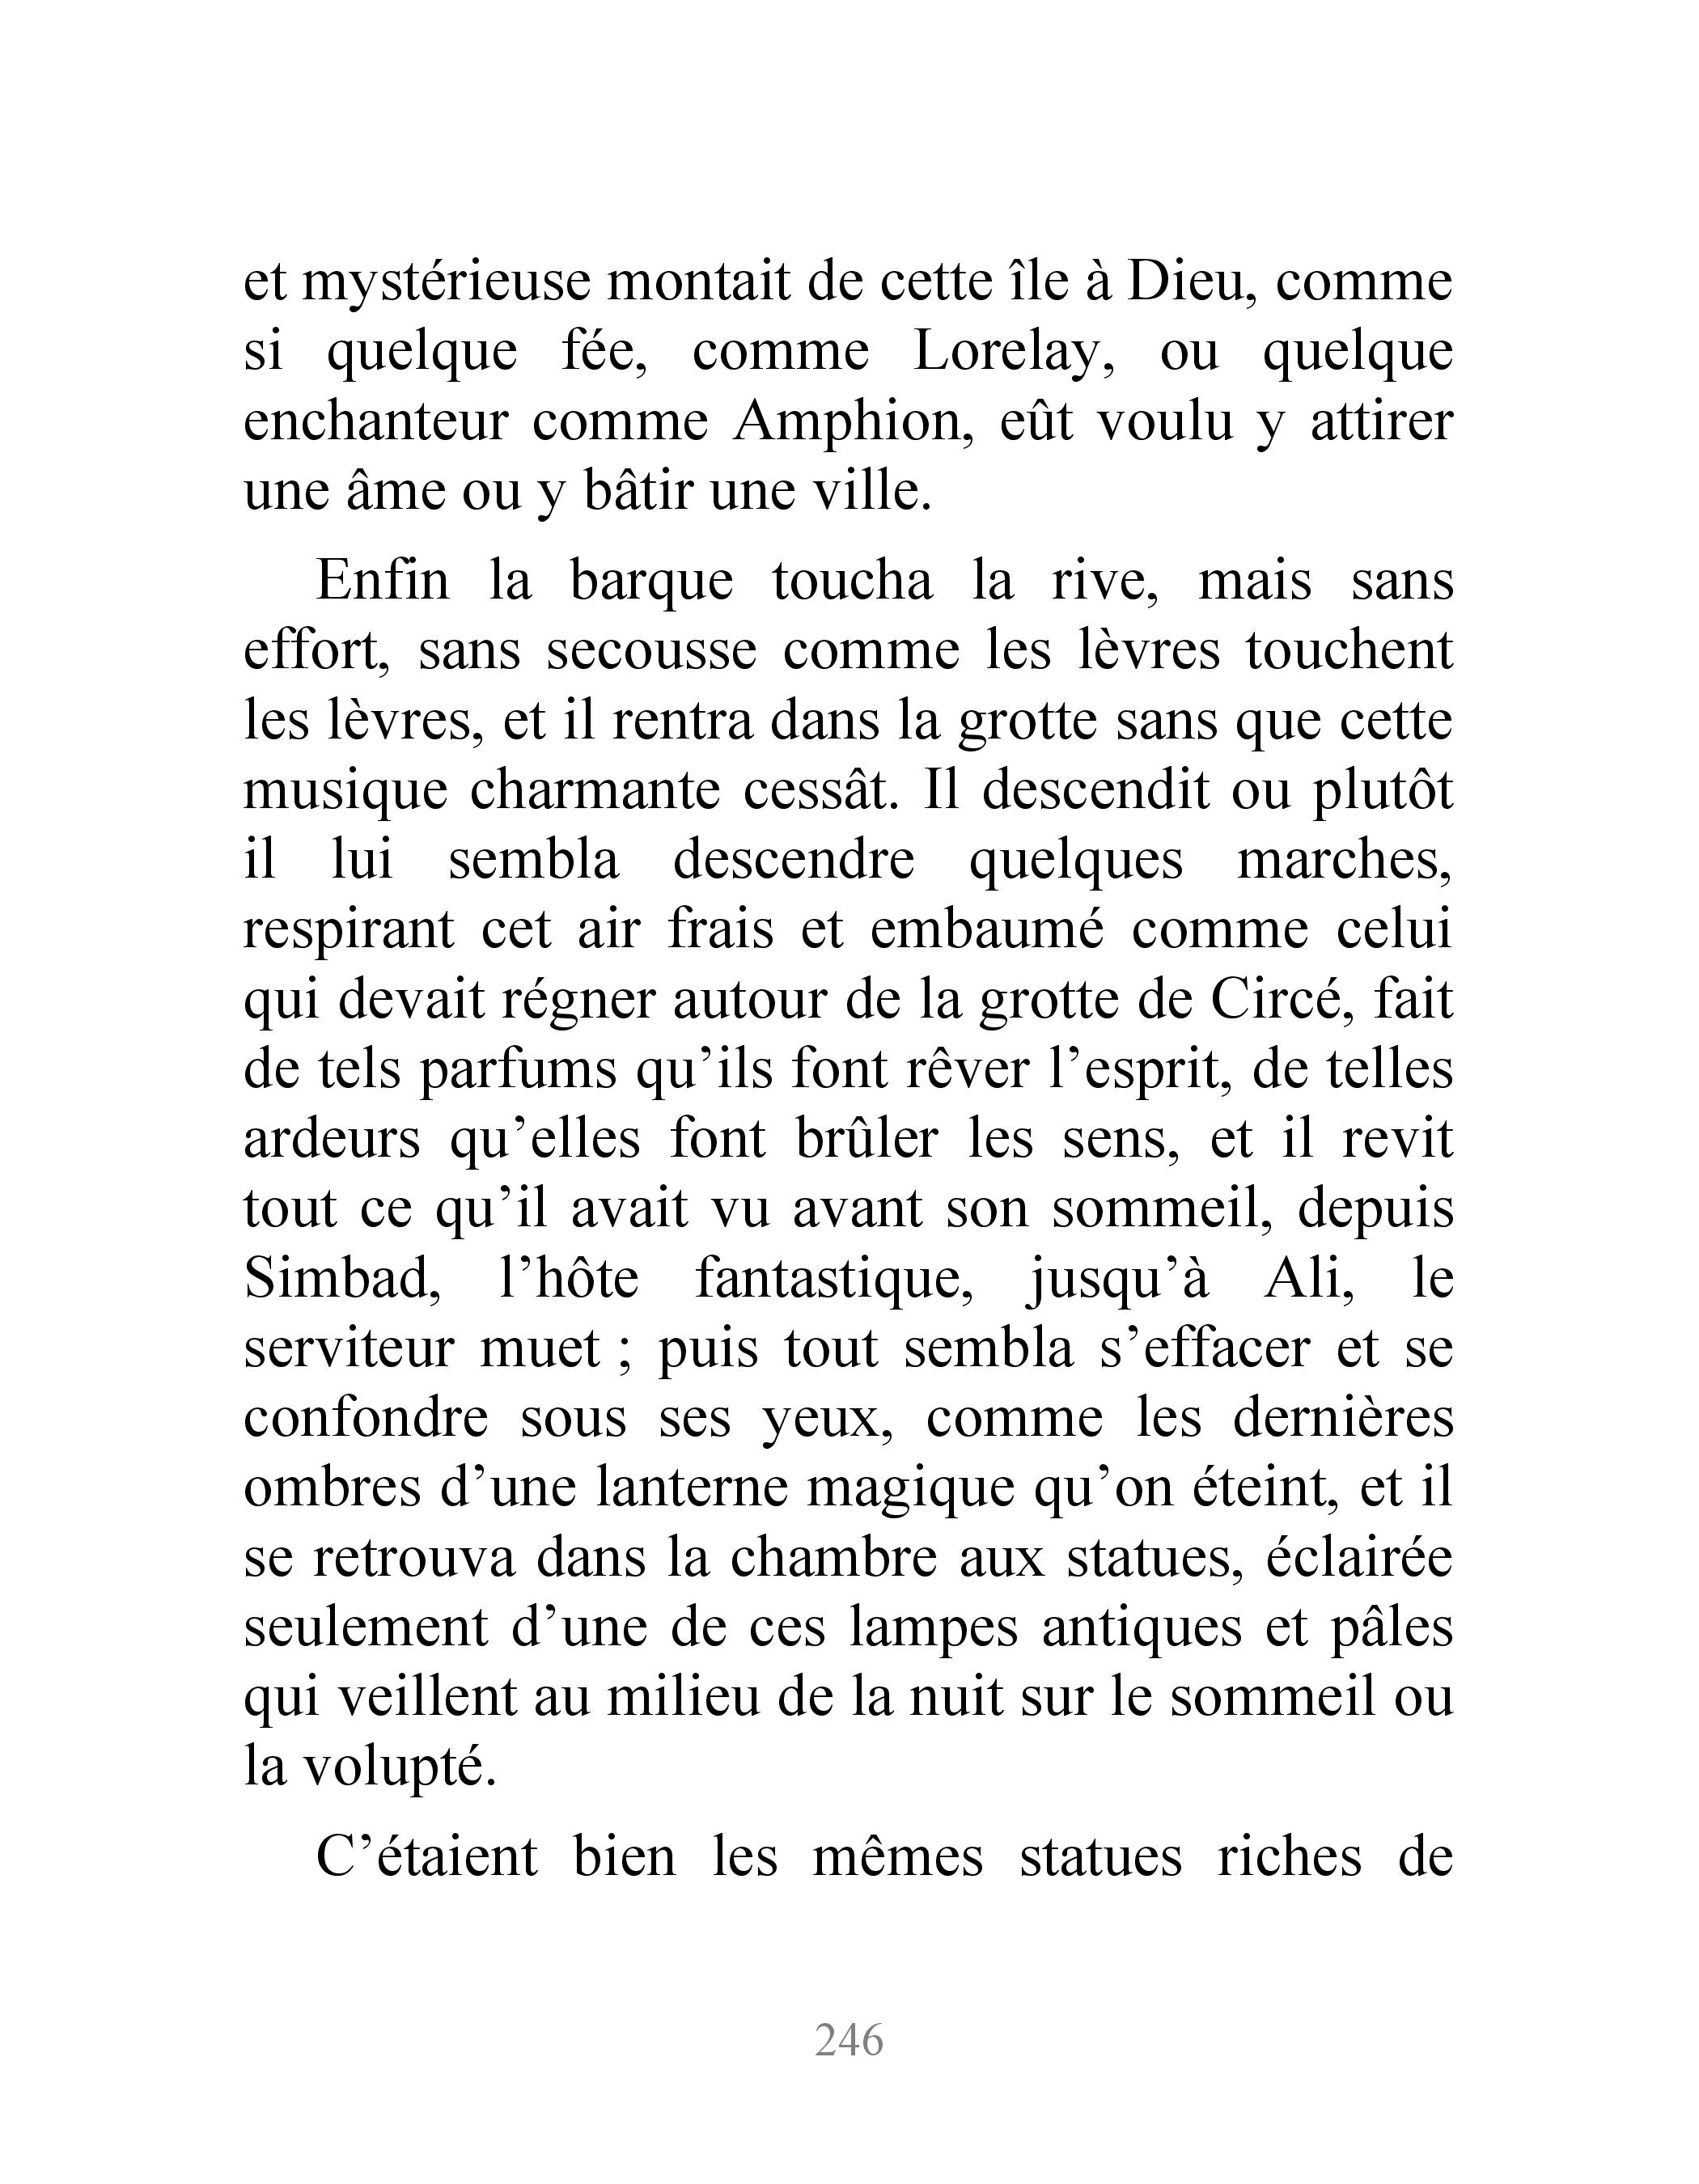 et mystérieuse montait de cette île à Dieu, comme
si quelque fée, comme Lorelay, ou quelque
enchanteur comme Amphion, eût voulu y attirer
une âme ou y bâtir une ville.
Enfin la barque toucha la rive, mais sans
effort, sans secousse comme les lèvres touchent
les lèvres, et il rentra dans la grotte sans que cette
musique charmante cessât. Il descendit ou plutôt
il lui sembla descendre quelques marches,
respirant cet air frais et embaumé comme celui
qui devait régner autour de la grotte de Circé, fait
de tels parfums qu’ils font rêver l’esprit, de telles
ardeurs qu’elles font brûler les sens, et il revit
tout ce qu’il avait vu avant son sommeil, depuis
Simbad, l’hôte fantastique, jusqu’à Ali, le
serviteur muet ; puis tout sembla s’effacer et se
confondre sous ses yeux, comme les dernières
ombres d’une lanterne magique qu’on éteint, et il
se retrouva dans la chambre aux statues, éclairée
seulement d’une de ces lampes antiques et pâles
qui veillent au milieu de la nuit sur le sommeil ou
la volupté.
C’étaient bien les mêmes statues riches de
246